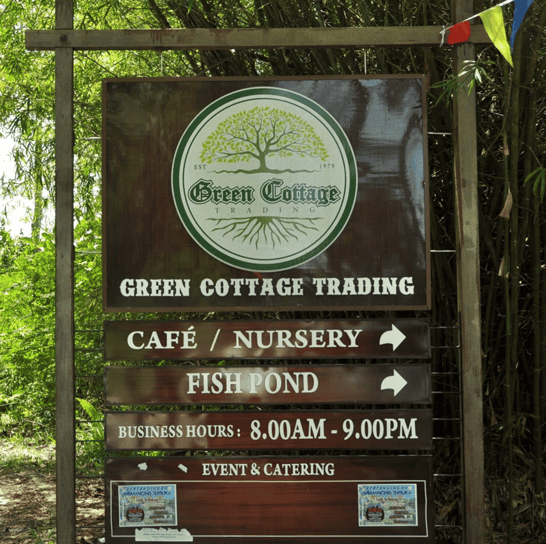 EST 1979
Green Cottage
TRADING
GREEN COTTAGE TRADING
CAFÉ / NURSERY
FISH POND
BUSINESS HOURS : 8.00AM - 9.00PM
EVENT & CATERING